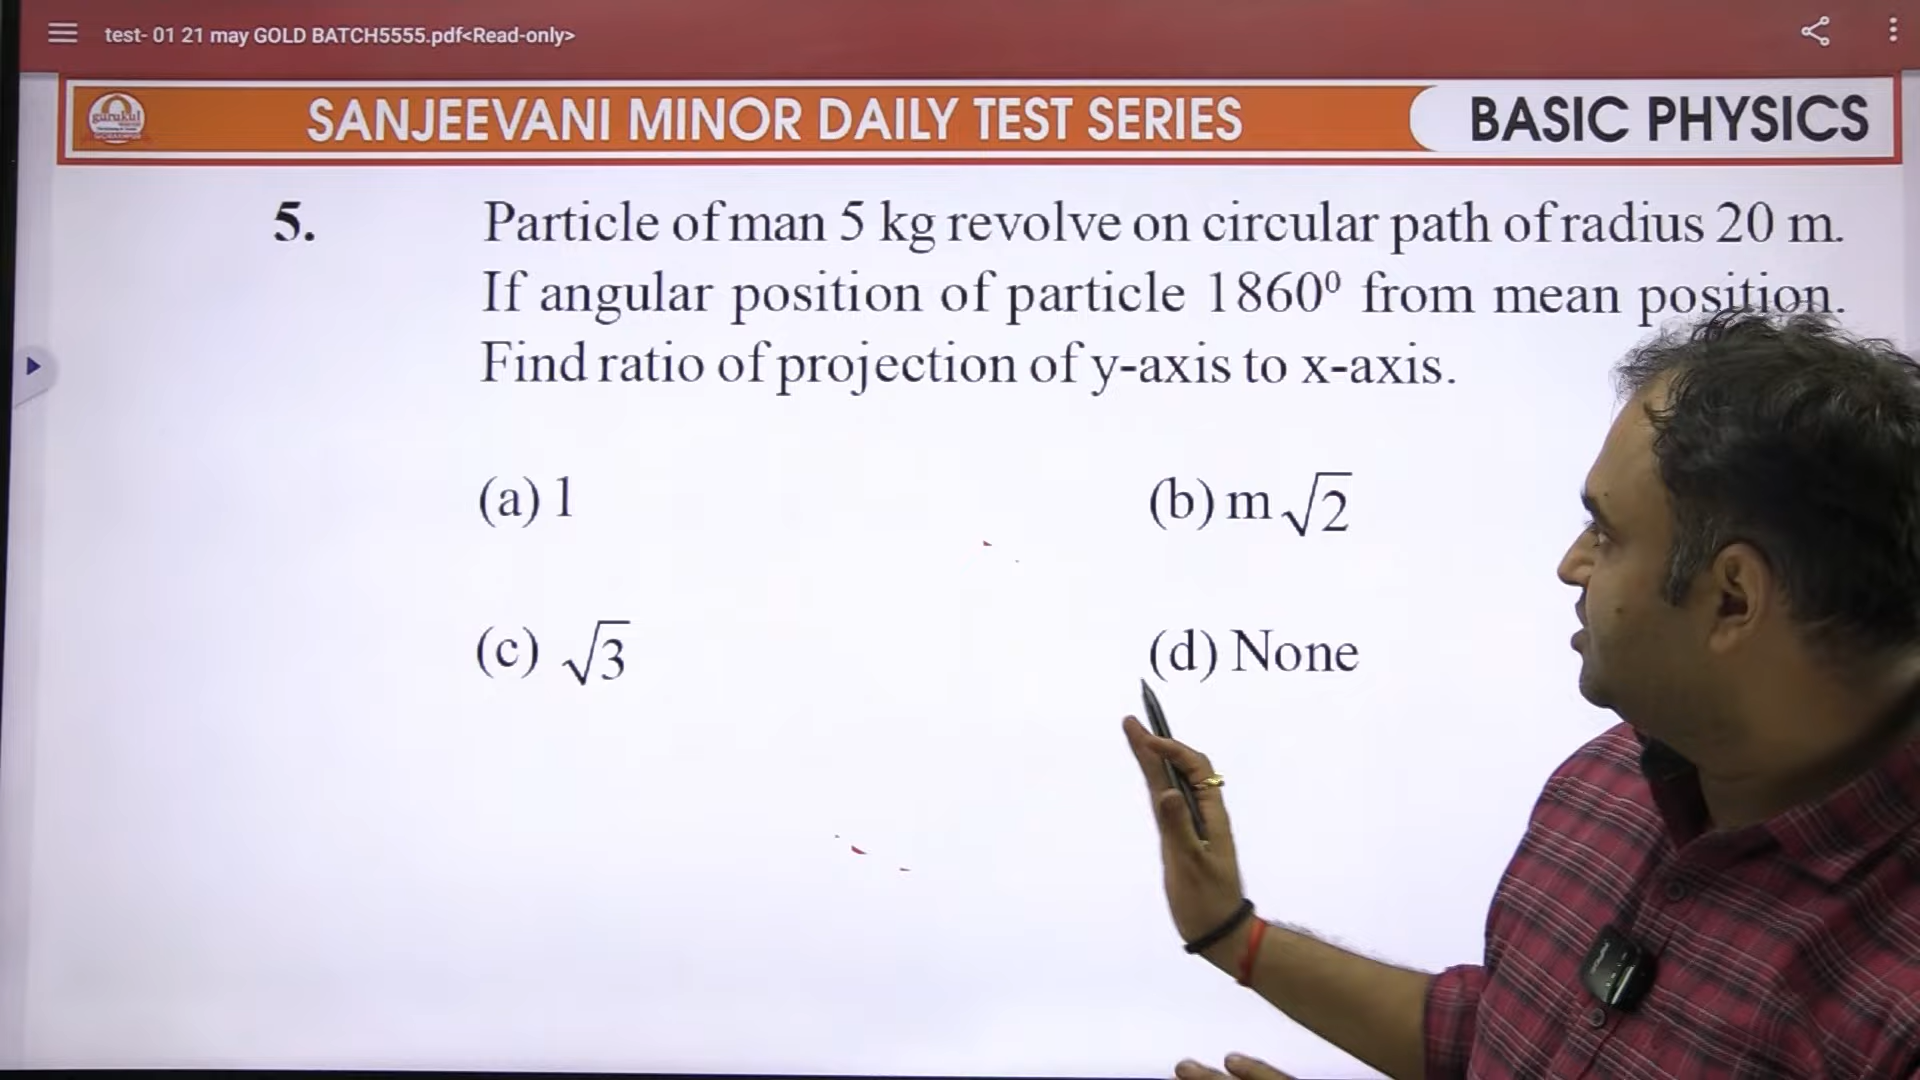 test- 01 21 may GOLD BATCH5555.pdf<Read-only>
gurukul
SANJEEVANI MINOR DAILY TEST SERIES
BASIC PHYSICS
5. Particle of man 5 kg revolve on circular path of radius 20 m.
If angular position of particle 1860⁰ from mean position.
Find ratio of projection of y-axis to x-axis.
(a) 1
(b) m√2
(c) √3
(d) None